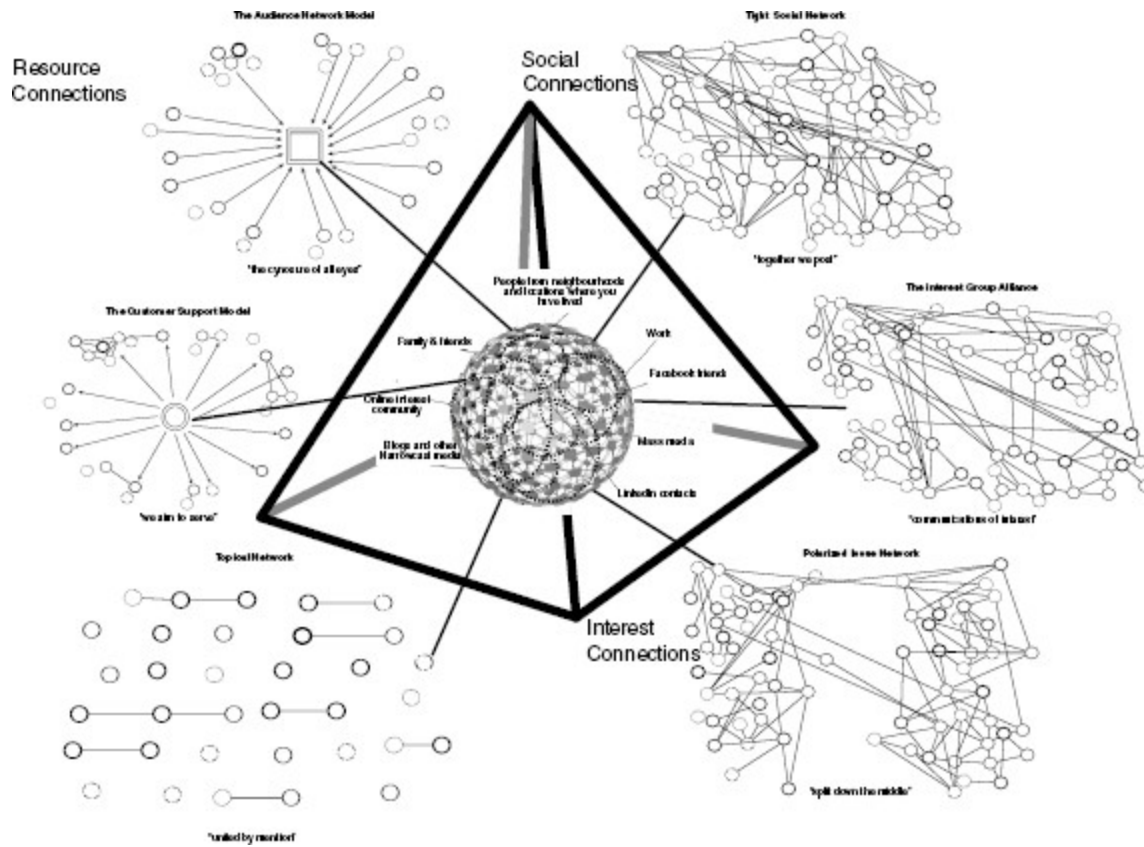 The Audience Network Model
Tight Social Network
Resource
Connections
Social
Connections
"the cynosure of all eyes"
"together we pool"
People from neighbourhoods
and locations where you
have lived
The Interest Group Alliance
The Customer Support Model
Family & friends
Work
Facebook friends
Online interest
community
Blogs and other
Narrowcast media
Mass media
LinkedIn contacts
"we aim to serve"
"communications of interest"
Topical Network
Polarized Issue Network
Interest
Connections
"split down the middle"
"united by mention"